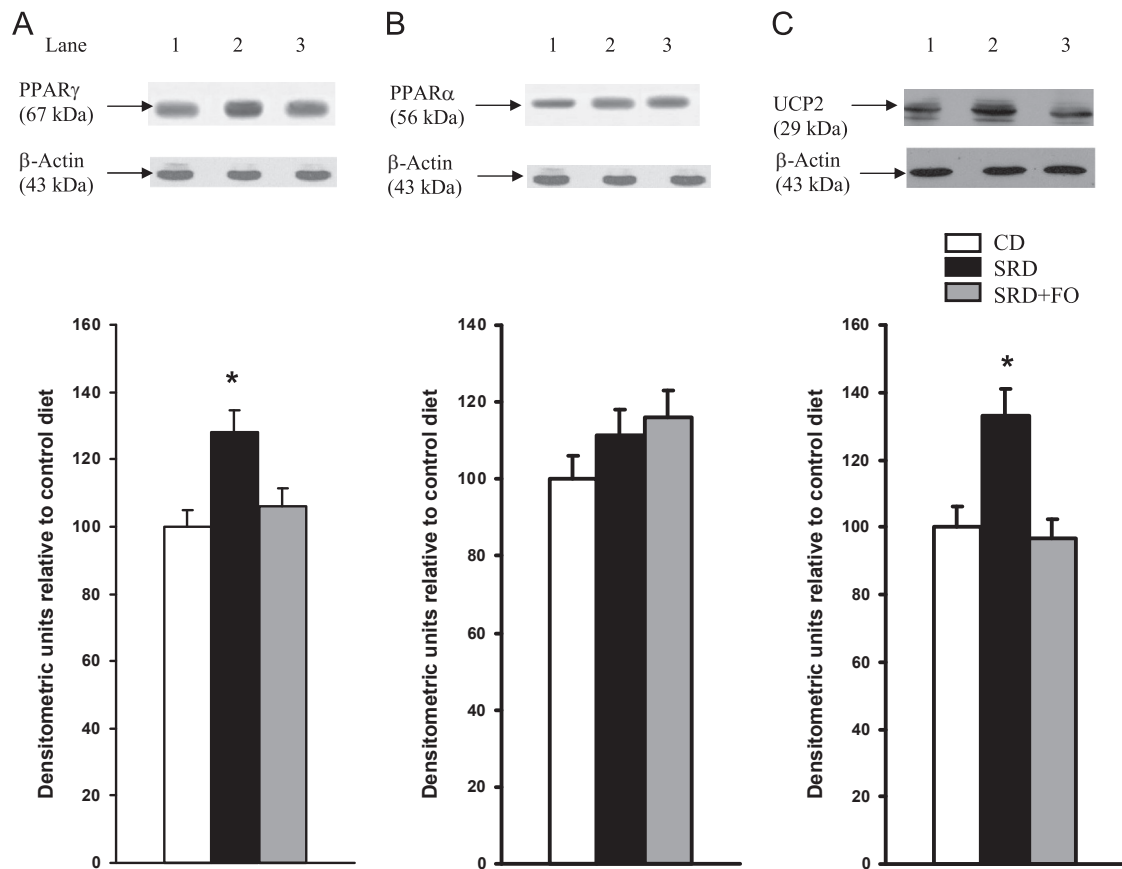 A
Lane 1 2 3
PPARγ
(67 kDa)
β-Actin
(43 kDa)
B
1 2 3
PPARα
(56 kDa)
β-Actin
(43 kDa)
C
1 2 3
UCP2
(29 kDa)
β-Actin
(43 kDa)
CD
SRD
SRD+FO
Densitometric units relative to control diet
160
140
120
100
80
60
40
20
0
*
Densitometric units relative to control diet
140
120
100
80
60
40
20
0
Densitometric units relative to control diet
160
140
120
100
80
60
40
20
0
*